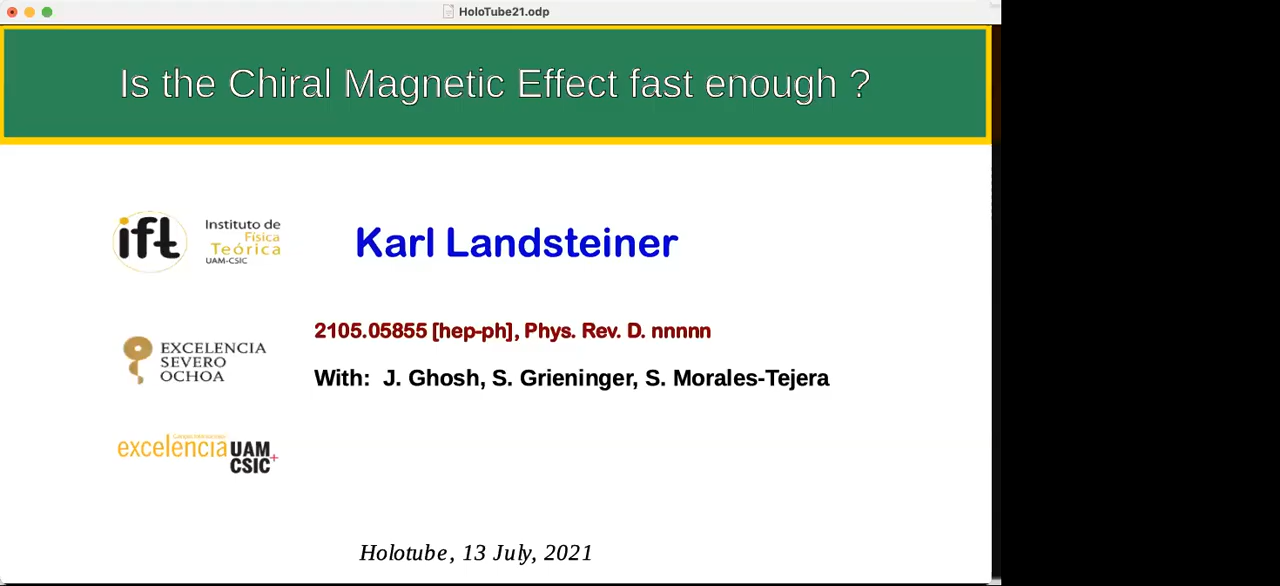 HoloTube21.odp
Is the Chiral Magnetic Effect fast enough ?
ift
Instituto de
Física
Teórica
UAM-CSIC
Karl Landsteiner
2105.05855 [hep-ph], Phys. Rev. D. nnnnn
EXCELENCIA
SEVERO
OCHOA
With: J. Ghosh, S. Grieninger, S. Morales-Tejera
excelencia UAM
CSIC+
Holotube, 13 July, 2021